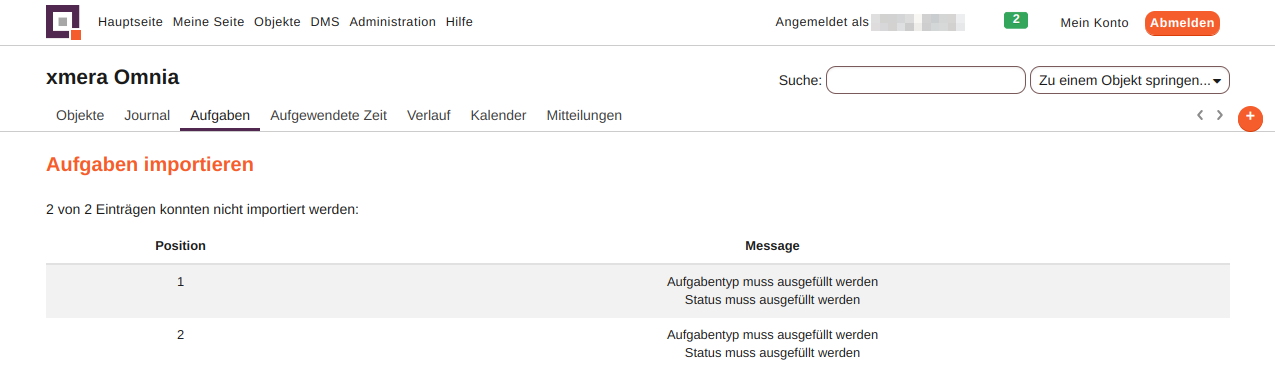 Hauptseite Meine Seite Objekte DMS Administration Hilfe Angemeldet als 2 Mein Konto Abmelden
xmera Omnia Suche: Zu einem Objekt springen...
Objekte Journal Aufgaben Aufgewendete Zeit Verlauf Kalender Mitteilungen +
Aufgaben importieren
2 von 2 Einträgen konnten nicht importiert werden:
Position Message
1 Aufgabentyp muss ausgefüllt werden
Status muss ausgefüllt werden
2 Aufgabentyp muss ausgefüllt werden
Status muss ausgefüllt werden